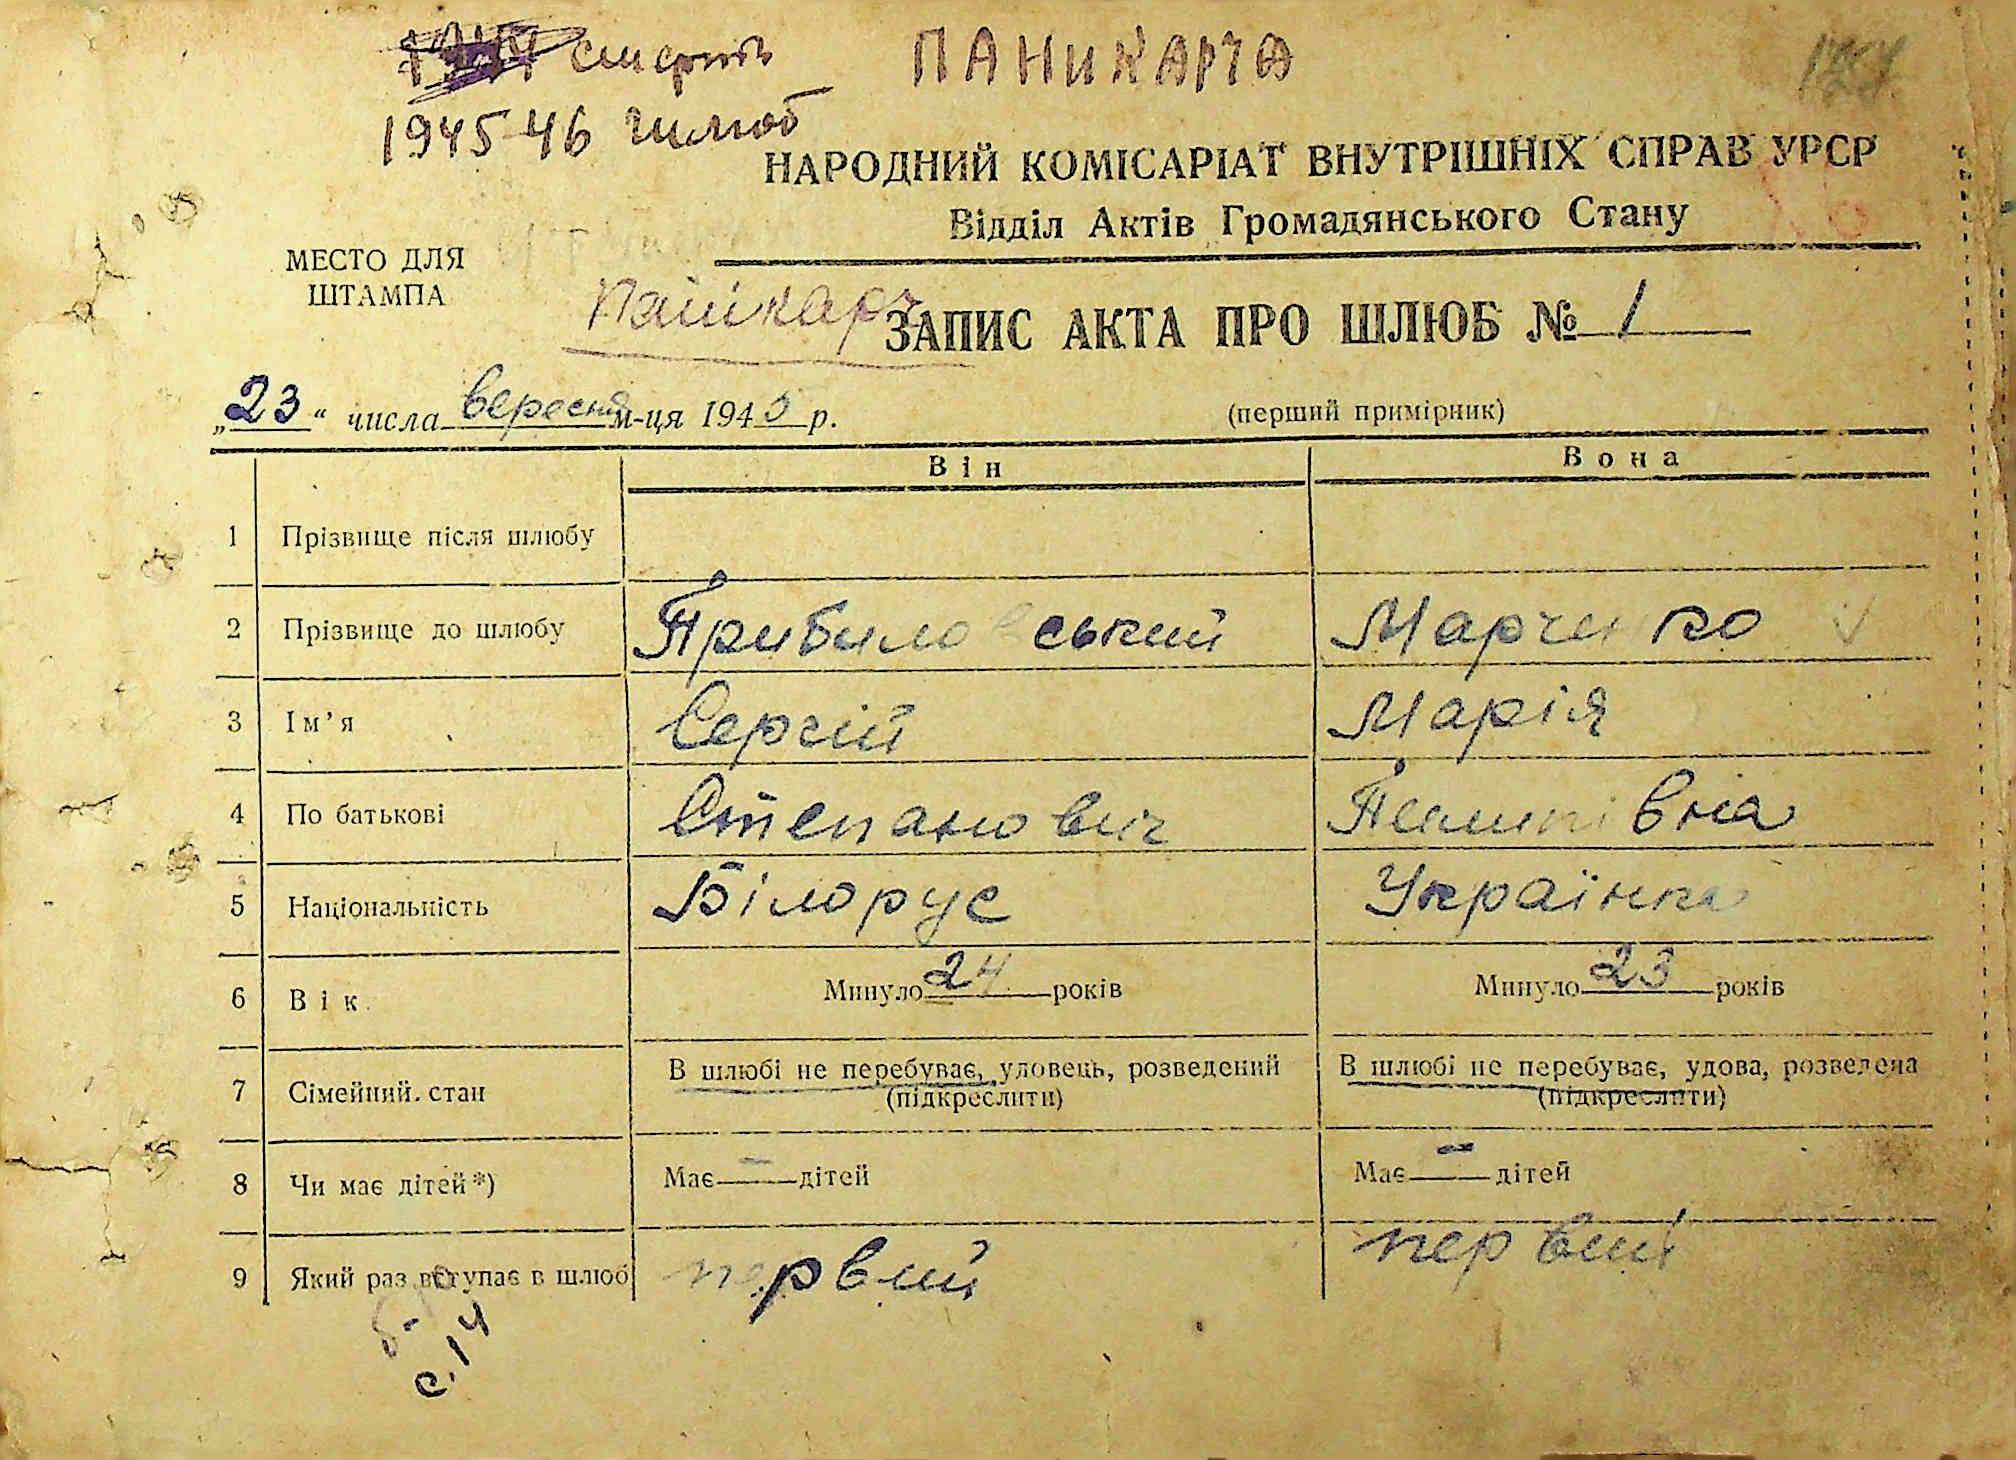 смерть ПАНИКАРЧА
1945-46 шлюб
НАРОДНИЙ КОМІСАРІАТ ВНУТРІШНІХ СПРАВ УРСР
Відділ Актів Громадянського Стану
МЕСТО ДЛЯ
ШТАМПА
ЗАПИС АКТА ПРО ШЛЮБ № 1
„23“ числа вересня м-ця 1945 р. (перший примірник)
Він Вона
1 Прізвище після шлюбу
2 Прізвище до шлюбу Прибиловський Марченко
3 Ім’я Сергій Марія
4 По батькові Степанович Пилипівна
5 Національність Білорус Українка
6 Вік Минуло 24 років Минуло 23 років
7 Сімейний стан В шлюбі не перебуває, удовець, розведений В шлюбі не перебуває, удова, розведена
(підкреслити) (підкреслити)
8 Чи має дітей *) Має — дітей Має — дітей
9 Який раз вступає в шлюб первий первий
с. 14